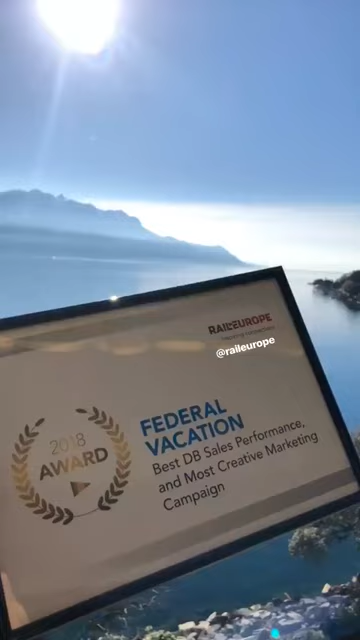 RAILEUROPE
@raileurope
2018
AWARD
FEDERAL
VACATION
Best DB Sales Performance,
and Most Creative Marketing
Campaign